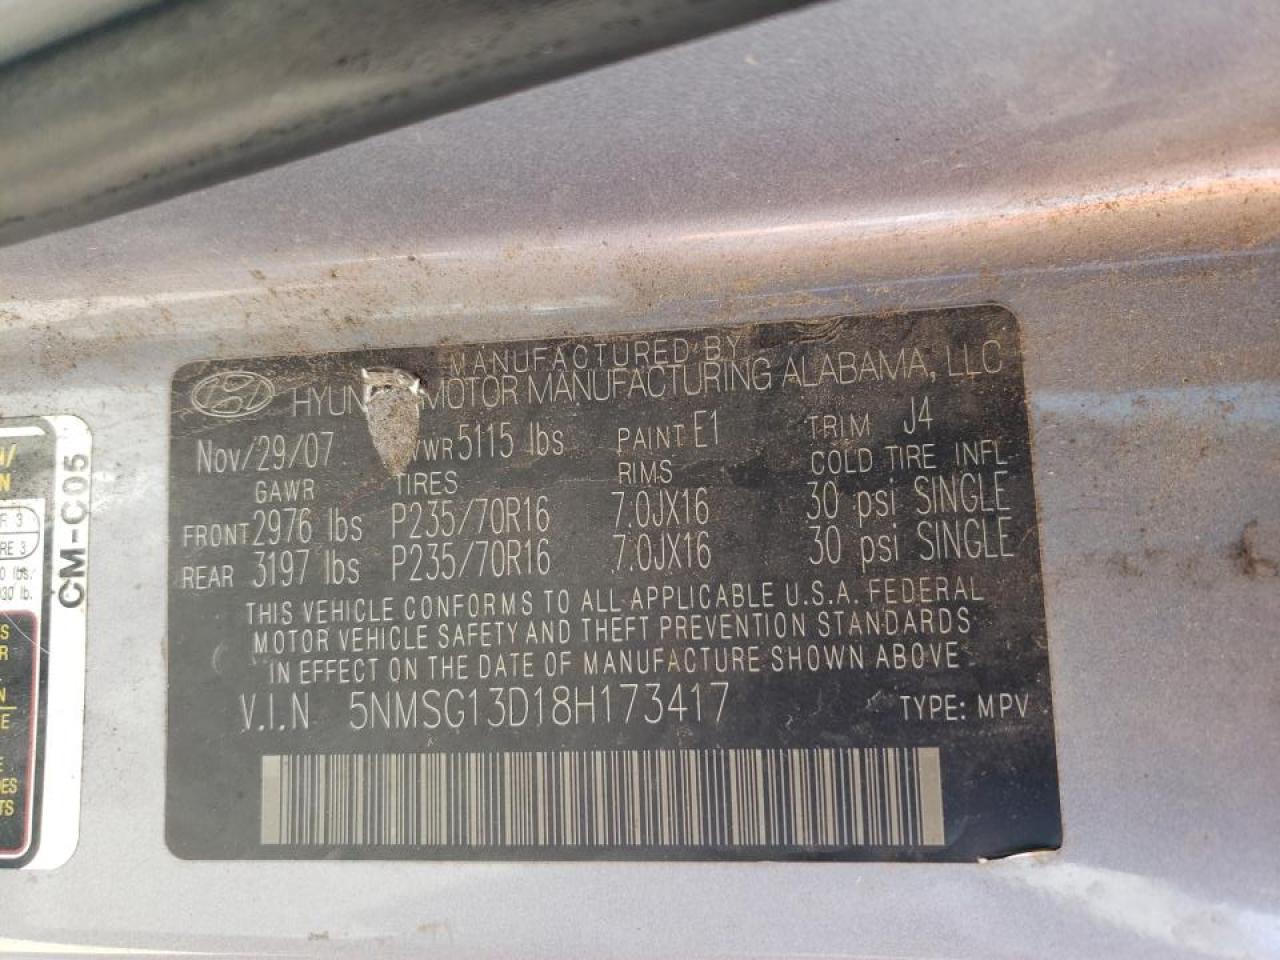 MANUFACTURED BY
MOTOR MANUFACTURING ALABAMA, LLC
Nov/29/07 5115 lbs PAINT E1 TRIM J4
GAWR TIRES RIMS COLD TIRE INFL
FRONT 2976 lbs P235/70R16 7.0JX16 30 psi SINGLE
REAR 3197 lbs P235/70R16 7.0JX16 30 psi SINGLE
THIS VEHICLE CONFORMS TO ALL APPLICABLE U.S.A. FEDERAL
MOTOR VEHICLE SAFETY AND THEFT PREVENTION STANDARDS
IN EFFECT ON THE DATE OF MANUFACTURE SHOWN ABOVE
V.I.N 5NMSG13D18H173417 TYPE: MPV
CM-C05